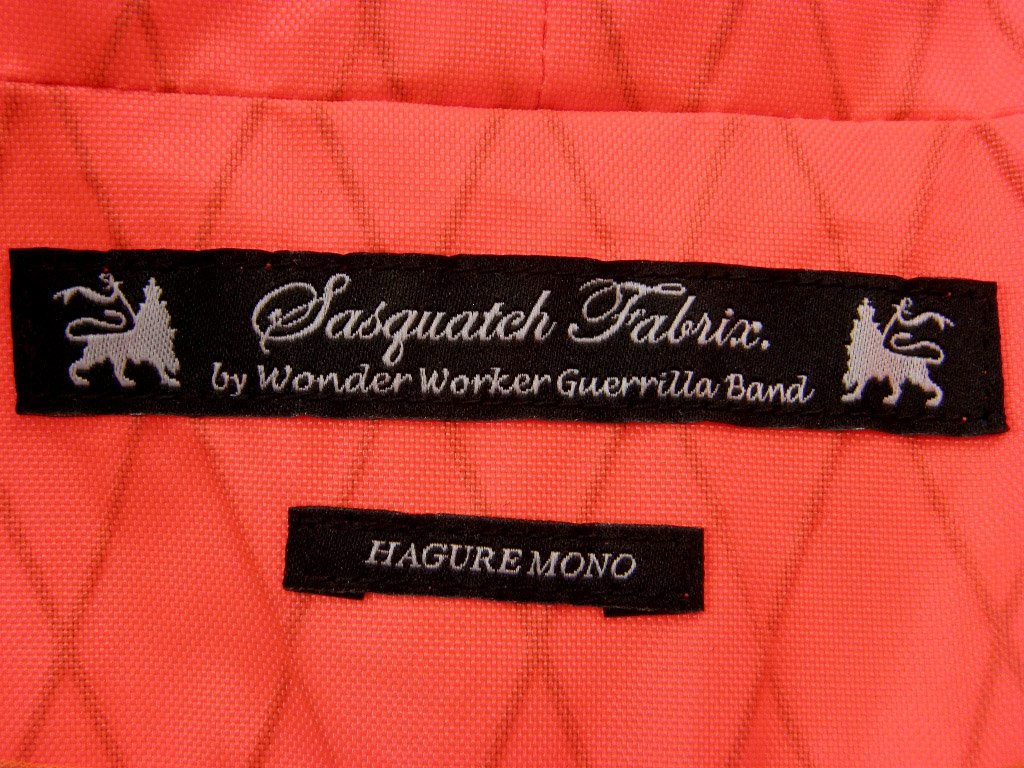 Sasquatch Fabrix.
by Wonder Worker Guerrilla Band
HAGURE MONO